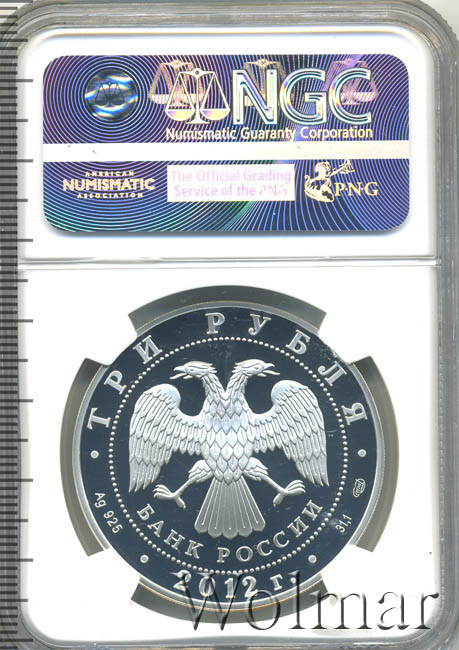 NGC
Numismatic Guaranty Corporation
AMERICAN
NUMISMATIC
ASSOCIATION
The Official Grading
Service of the ANA
PNG
ТРИ РУБЛЯ
Ag 925
31,1
БАНК РОССИИ
2012 г.
Wolmar